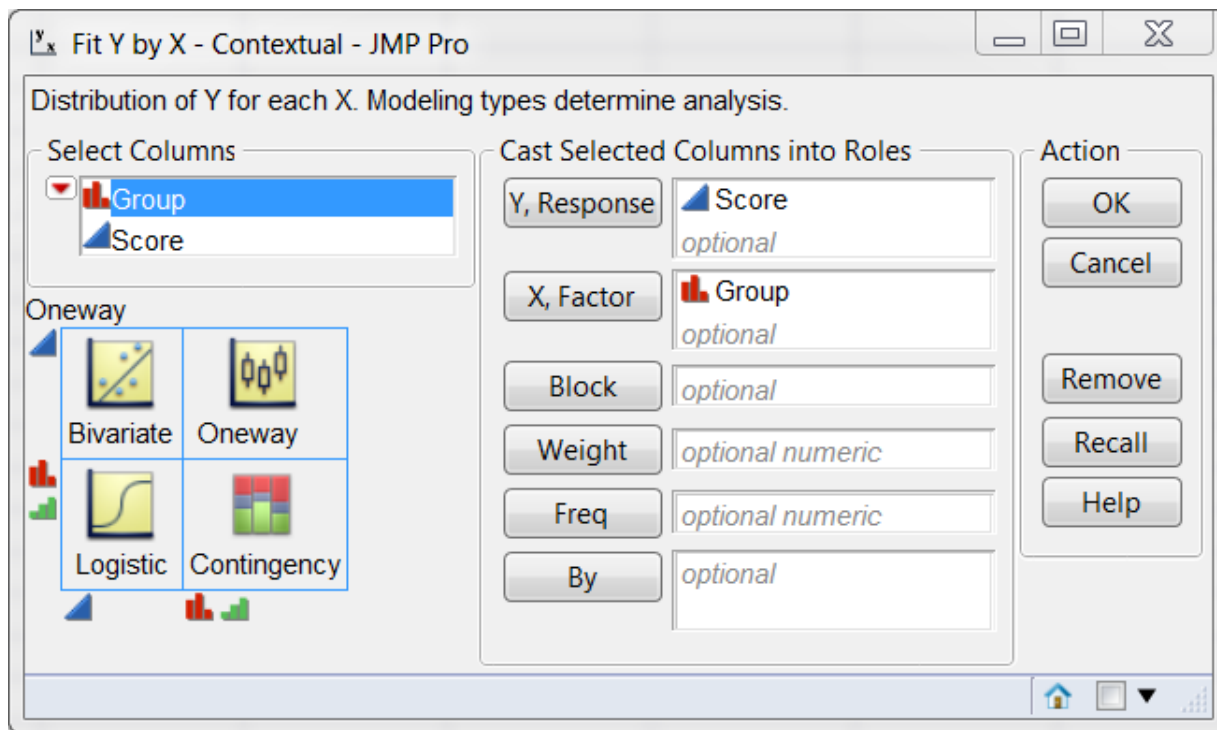 Fit Y by X - Contextual - JMP Pro
Distribution of Y for each X. Modeling types determine analysis.
Select Columns
Group
Score
Oneway
Bivariate
Oneway
Logistic
Contingency
Cast Selected Columns into Roles
Y, Response
Score
optional
X, Factor
Group
optional
Block
optional
Weight
optional numeric
Freq
optional numeric
By
optional
Action
OK
Cancel
Remove
Recall
Help